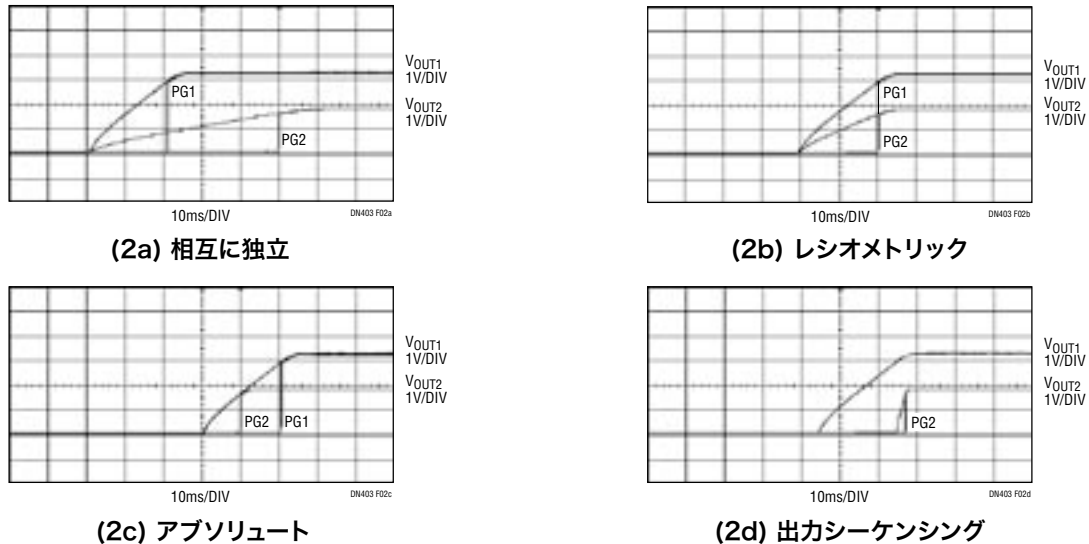 VOUT1
1V/DIV
PG1
VOUT2
1V/DIV
PG2
10ms/DIV
DN403 F02a
(2a) 相互に独立
VOUT1
1V/DIV
PG1
VOUT2
1V/DIV
PG2
10ms/DIV
DN403 F02b
(2b) レシオメトリック
VOUT1
1V/DIV
VOUT2
1V/DIV
PG2
PG1
10ms/DIV
DN403 F02c
(2c) アブソリュート
VOUT1
1V/DIV
VOUT2
1V/DIV
PG2
10ms/DIV
DN403 F02d
(2d) 出力シーケンシング